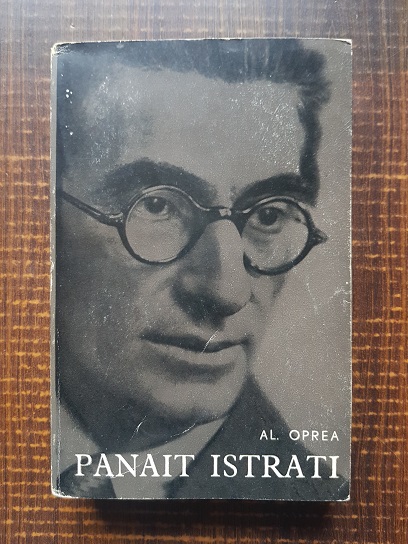 AL. OPREA
PANAIT ISTRATI